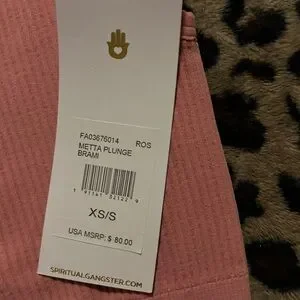 FA03676014 ROS
METTA PLUNGE
BRAMI
XS/S
USA MSRP: $ 80.00
SPIRITUALGANGSTER.COM